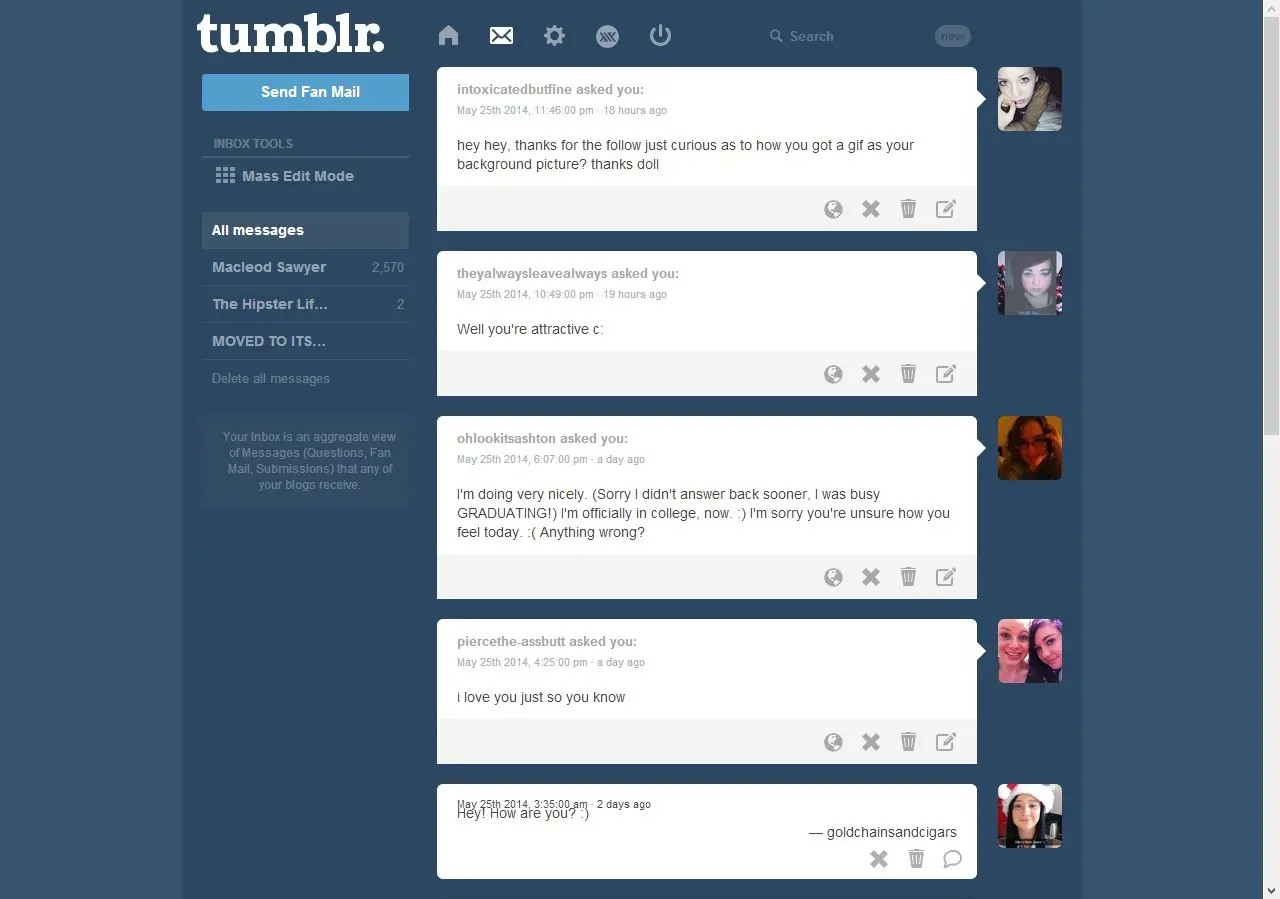 tumblr.
Search
new
Send Fan Mail
INBOX TOOLS
Mass Edit Mode
All messages
Macleod Sawyer 2,570
The Hipster Lif... 2
MOVED TO ITS...
Delete all messages
Your Inbox is an aggregate view
of Messages (Questions, Fan
Mail, Submissions) that any of
your blogs receive.
intoxicatedbutfine asked you:
May 25th 2014, 11:46:00 pm · 18 hours ago
hey hey, thanks for the follow just curious as to how you got a gif as your
background picture? thanks doll
theyalwaysleavealways asked you:
May 25th 2014, 10:49:00 pm · 19 hours ago
Well you're attractive c:
ohlookitsashton asked you:
May 25th 2014, 6:07:00 pm · a day ago
I'm doing very nicely. (Sorry I didn't answer back sooner, I was busy
GRADUATING!) I'm officially in college, now. :) I'm sorry you're unsure how you
feel today. :( Anything wrong?
piercethe-assbutt asked you:
May 25th 2014, 4:25:00 pm · a day ago
i love you just so you know
May 25th 2014, 3:35:00 am · 2 days ago
Hey! How are you? :)
— goldchainsandcigars